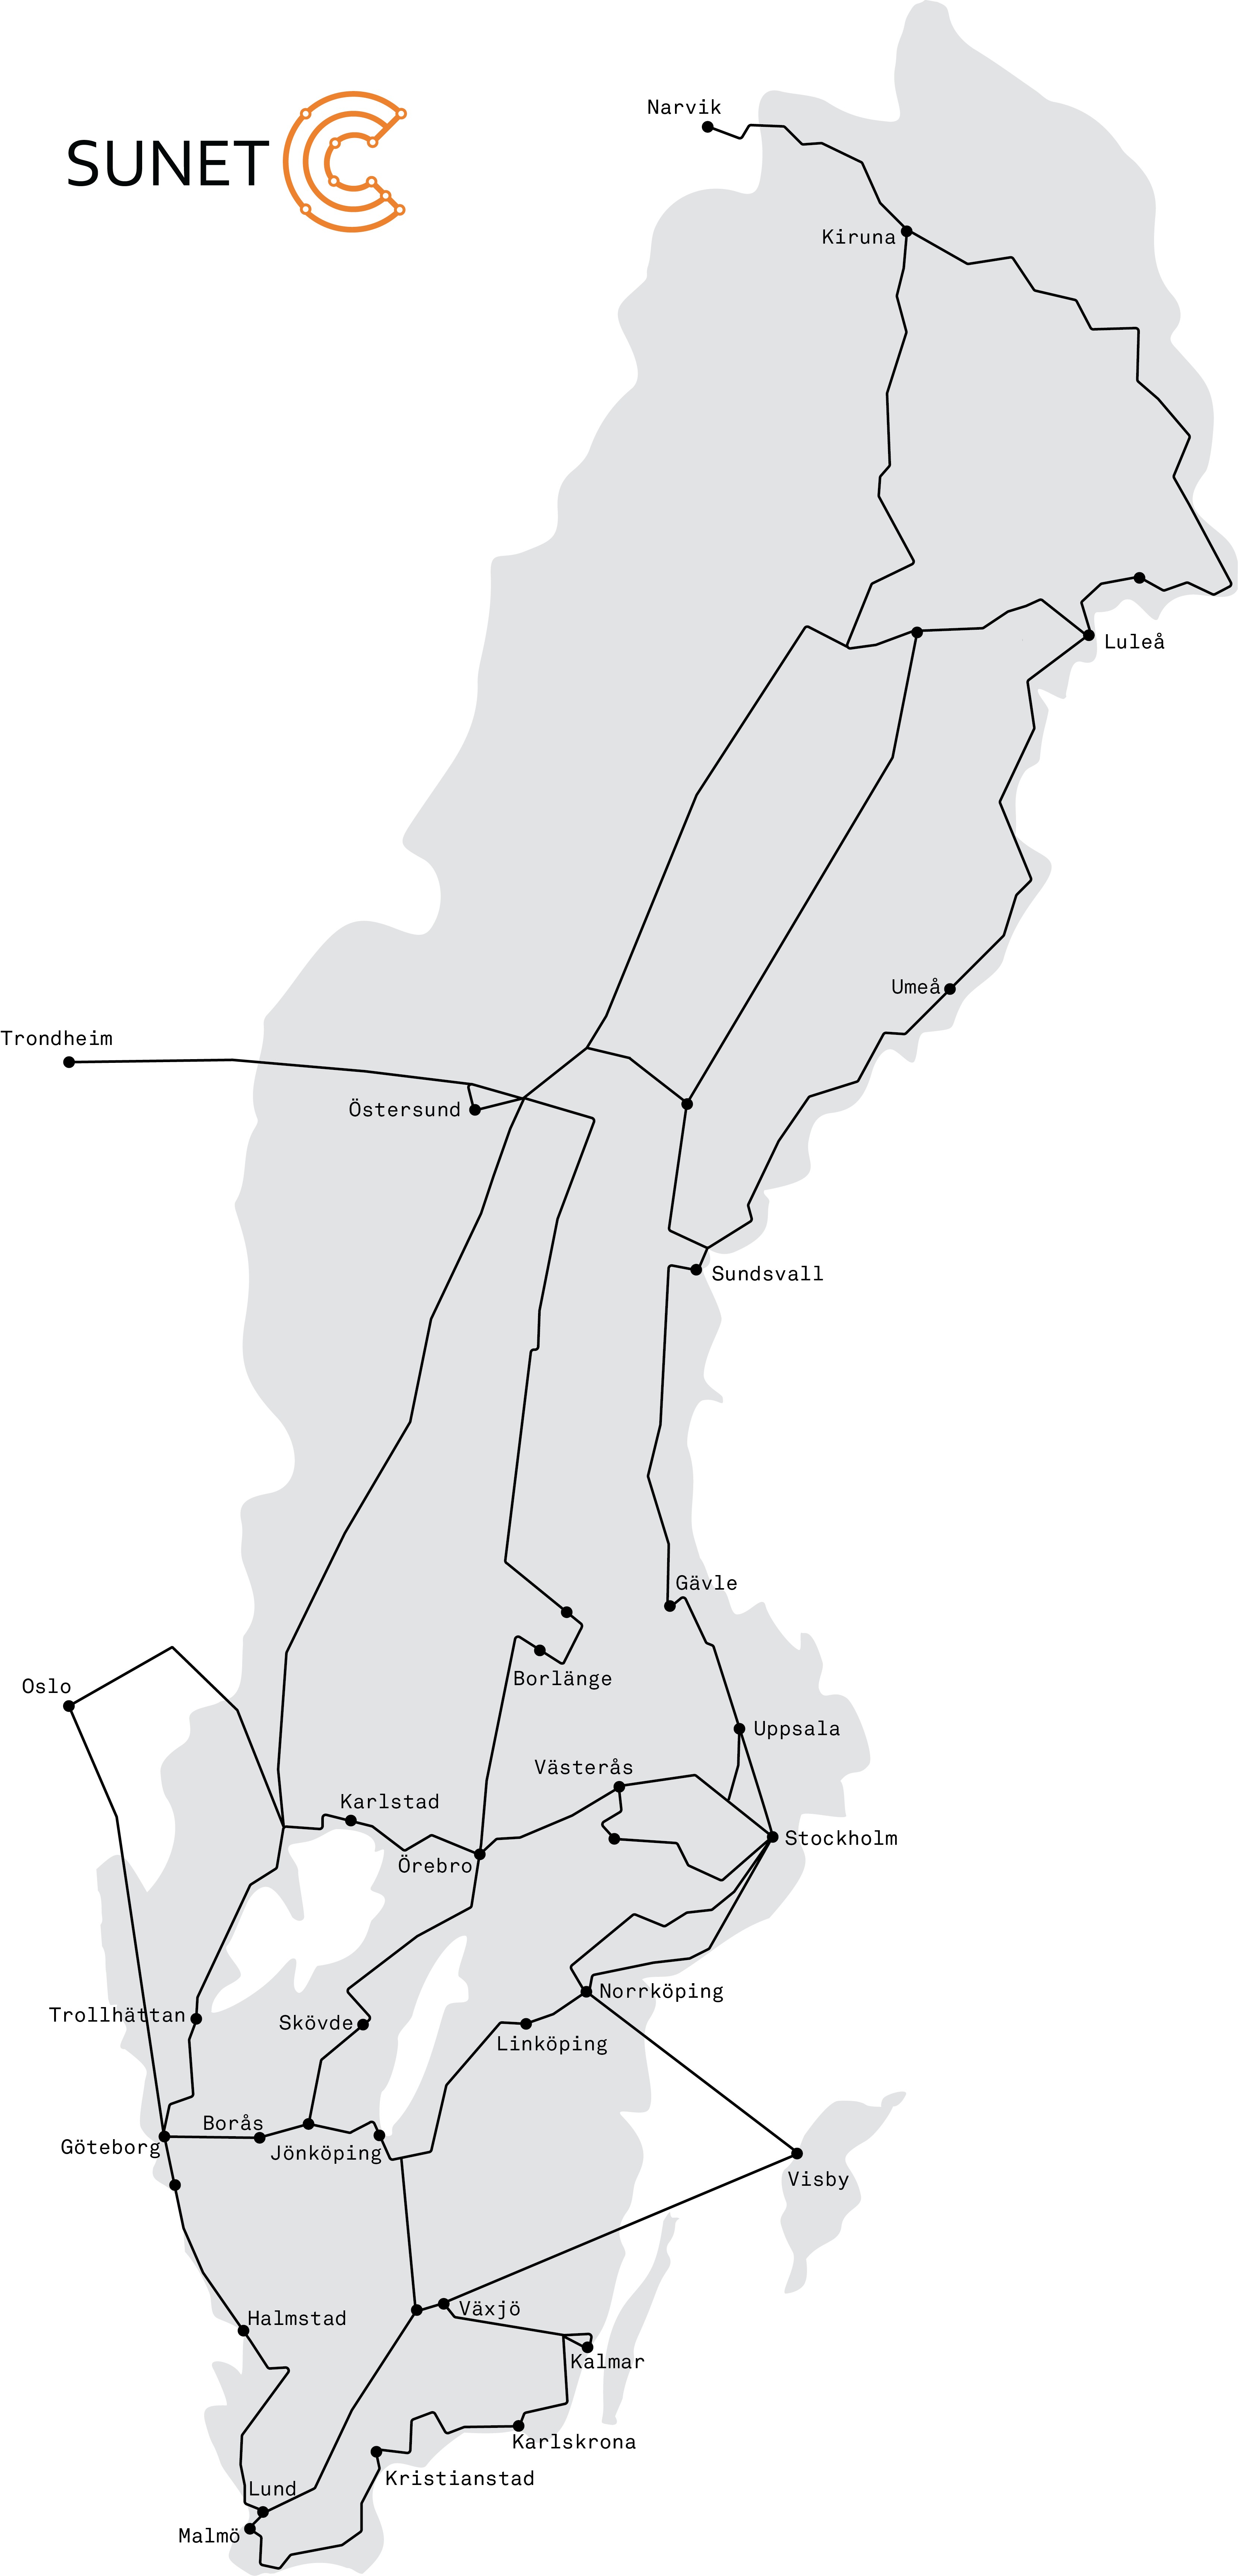 Narvik
SUNET
Kiruna
Luleå
Umeå
Trondheim
Östersund
Sundsvall
Gävle
Oslo
Borlänge
Uppsala
Västerås
Karlstad
Stockholm
Örebro
Norrköping
Trollhättan
Skövde
Linköping
Borås
Göteborg
Jönköping
Visby
Växjö
Halmstad
Kalmar
Karlskrona
Kristianstad
Lund
Malmö